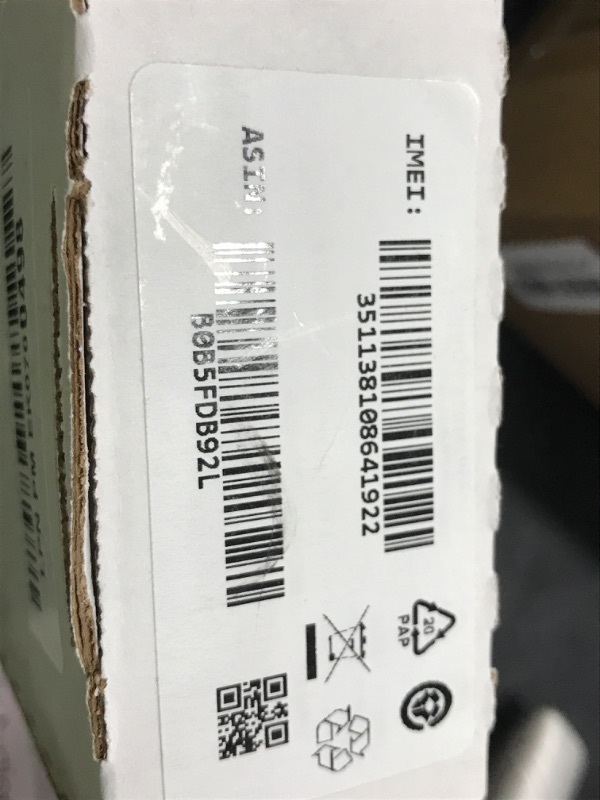 IMEI:
351138108641922
ASIN:
B0B5FDB92L
20
PAP